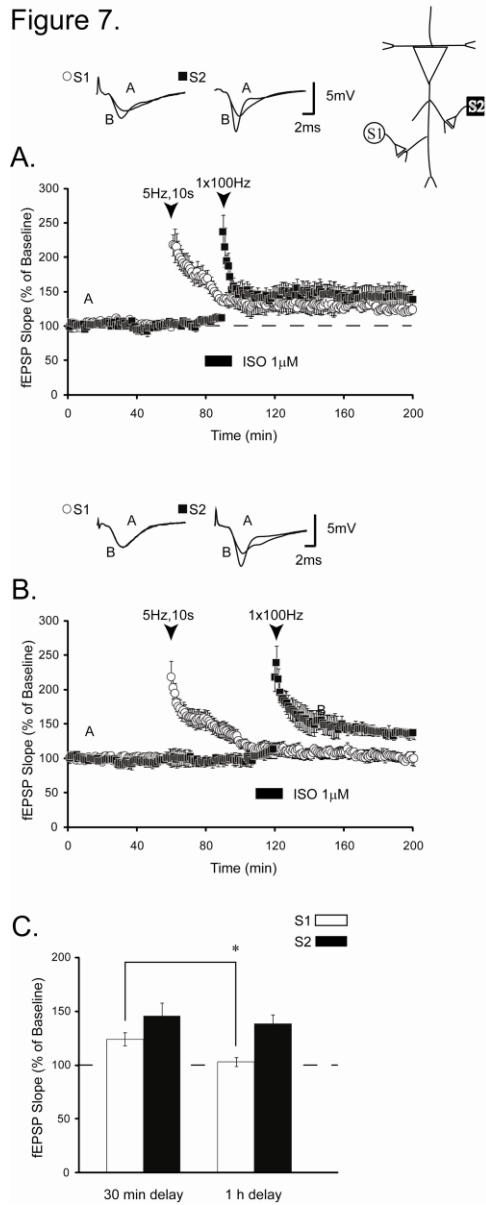 Figure 7.
S1 S2
A A
B B
5mV
2ms
S1
S2
A.
5Hz,10s
1x100Hz
300
250
200
150
100
50
0
fEPSP Slope (% of Baseline)
A
ISO 1μM
0 40 80 120 160 200
Time (min)
S1 S2
A A
B B
5mV
2ms
B.
5Hz,10s
1x100Hz
300
250
200
150
100
50
0
fEPSP Slope (% of Baseline)
A
B
ISO 1μM
0 40 80 120 160 200
Time (min)
C.
S1
S2
*
200
150
100
50
0
fEPSP Slope (% of Baseline)
30 min delay 1 h delay